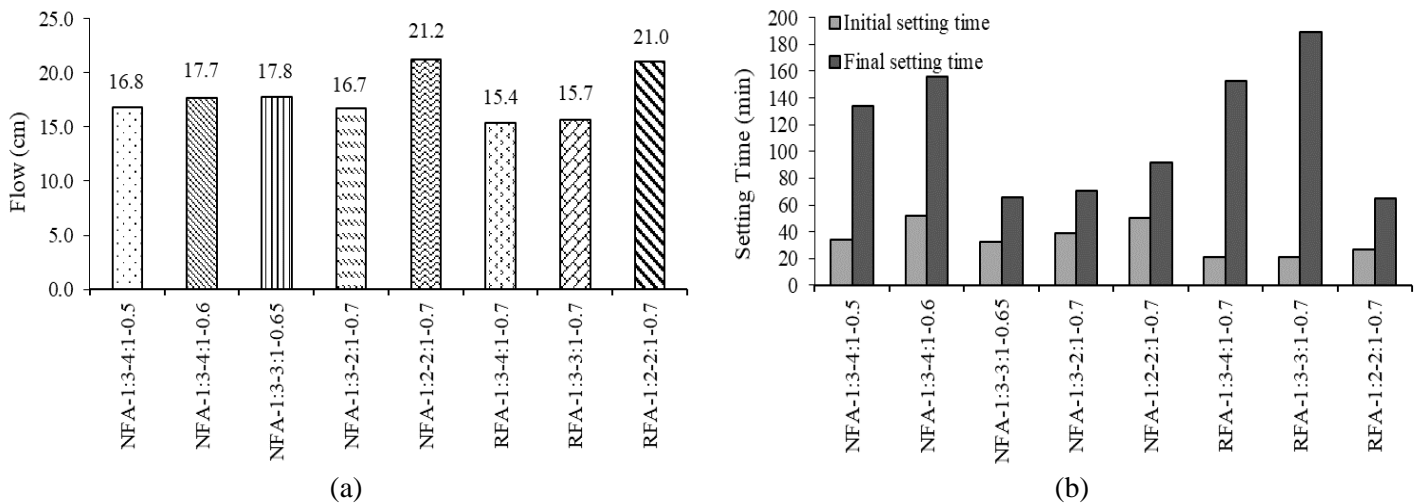 (a)
Flow (cm)
25.0
20.0
15.0
10.0
5.0
0.0
16.8
17.7
17.8
16.7
21.2
15.4
15.7
21.0
NFA-1:3-4:1-0.5
NFA-1:3-4:1-0.6
NFA-1:3-3:1-0.65
NFA-1:3-2:1-0.7
NFA-1:2-2:1-0.7
RFA-1:3-4:1-0.7
RFA-1:3-3:1-0.7
RFA-1:2-2:1-0.7
(b)
Setting Time (min)
200
180
160
140
120
100
80
60
40
20
0
Initial setting time
Final setting time
NFA-1:3-4:1-0.5
NFA-1:3-4:1-0.6
NFA-1:3-3:1-0.65
NFA-1:3-2:1-0.7
NFA-1:2-2:1-0.7
RFA-1:3-4:1-0.7
RFA-1:3-3:1-0.7
RFA-1:2-2:1-0.7